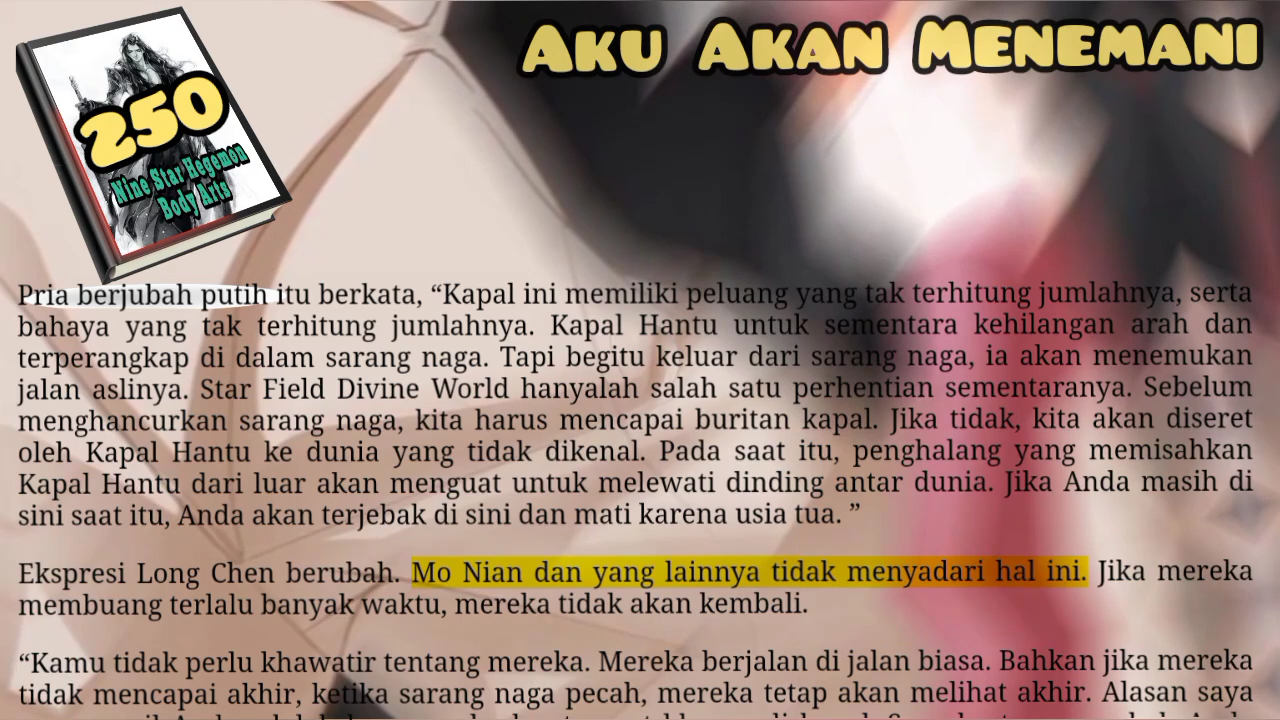 Aku Akan Menemani
250
Nine Star Hegemon
Body Arts
Pria berjubah putih itu berkata, “Kapal ini memiliki peluang yang tak terhitung jumlahnya, serta
bahaya yang tak terhitung jumlahnya. Kapal Hantu untuk sementara kehilangan arah dan
terperangkap di dalam sarang naga. Tapi begitu keluar dari sarang naga, ia akan menemukan
jalan aslinya. Star Field Divine World hanyalah salah satu perhentian sementaranya. Sebelum
menghancurkan sarang naga, kita harus mencapai buritan kapal. Jika tidak, kita akan diseret
oleh Kapal Hantu ke dunia yang tidak dikenal. Pada saat itu, penghalang yang memisahkan
Kapal Hantu dari luar akan menguat untuk melewati dinding antar dunia. Jika Anda masih di
sini saat itu, Anda akan terjebak di sini dan mati karena usia tua. ”
Ekspresi Long Chen berubah. Mo Nian dan yang lainnya tidak menyadari hal ini. Jika mereka
membuang terlalu banyak waktu, mereka tidak akan kembali.
“Kamu tidak perlu khawatir tentang mereka. Mereka berjalan di jalan biasa. Bahkan jika mereka
tidak mencapai akhir, ketika sarang naga pecah, mereka tetap akan melihat akhir. Alasan saya